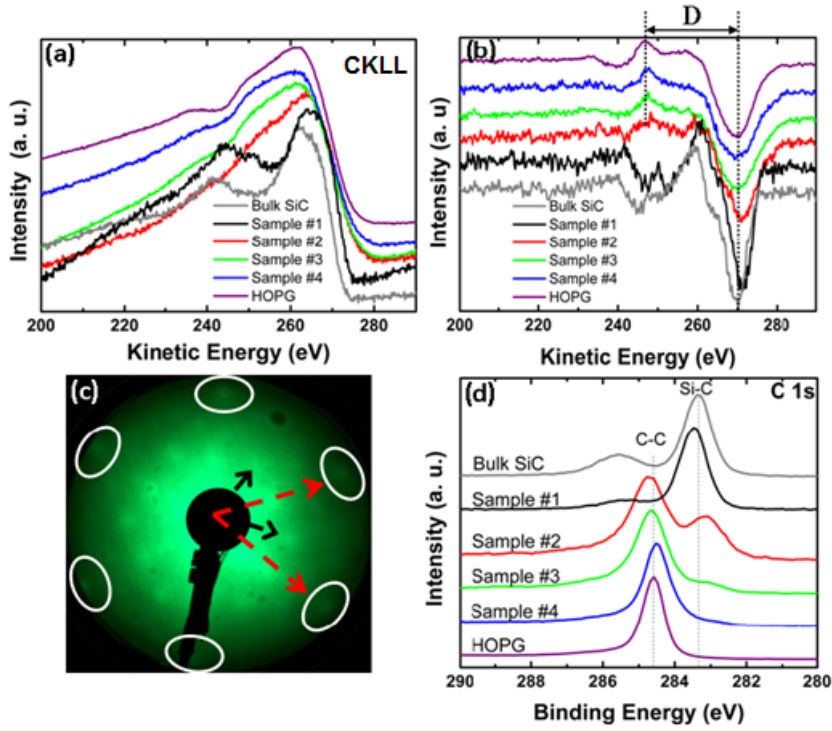 (a)
CKLL
Intensity (a. u.)
Bulk SiC
Sample #1
Sample #2
Sample #3
Sample #4
HOPG
200 220 240 260 280
Kinetic Energy (eV)
D
(b)
Intensity (a. u)
Bulk SiC
Sample #1
Sample #2
Sample #3
Sample #4
HOPG
200 220 240 260 280
Kinetic Energy (eV)
(c)
(d)
Si-C
C 1s
C-C
Intensity (a. u.)
Bulk SiC
Sample #1
Sample #2
Sample #3
Sample #4
HOPG
290 288 286 284 282 280
Binding Energy (eV)